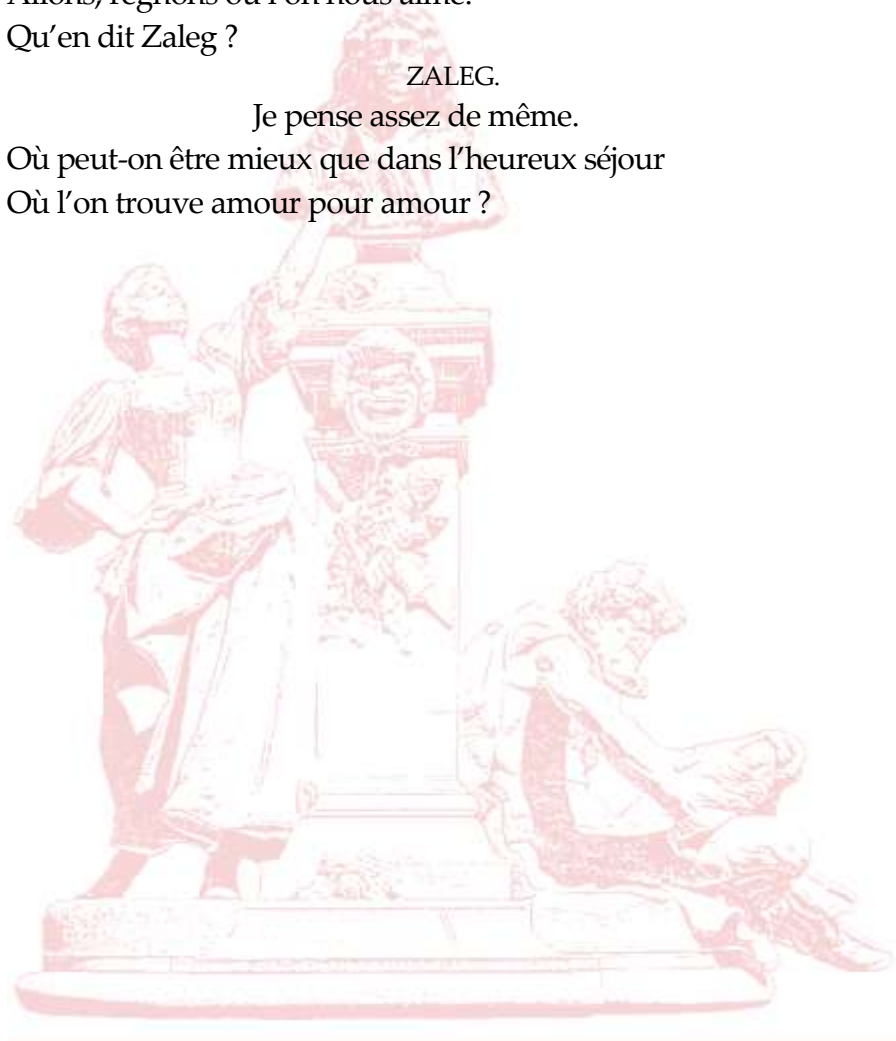 Allons, régnons où l'on nous aime.
Qu'en dit Zaleg ?
ZALEG.
Je pense assez de même.
Où peut-on être mieux que dans l'heureux séjour
Où l'on trouve amour pour amour ?